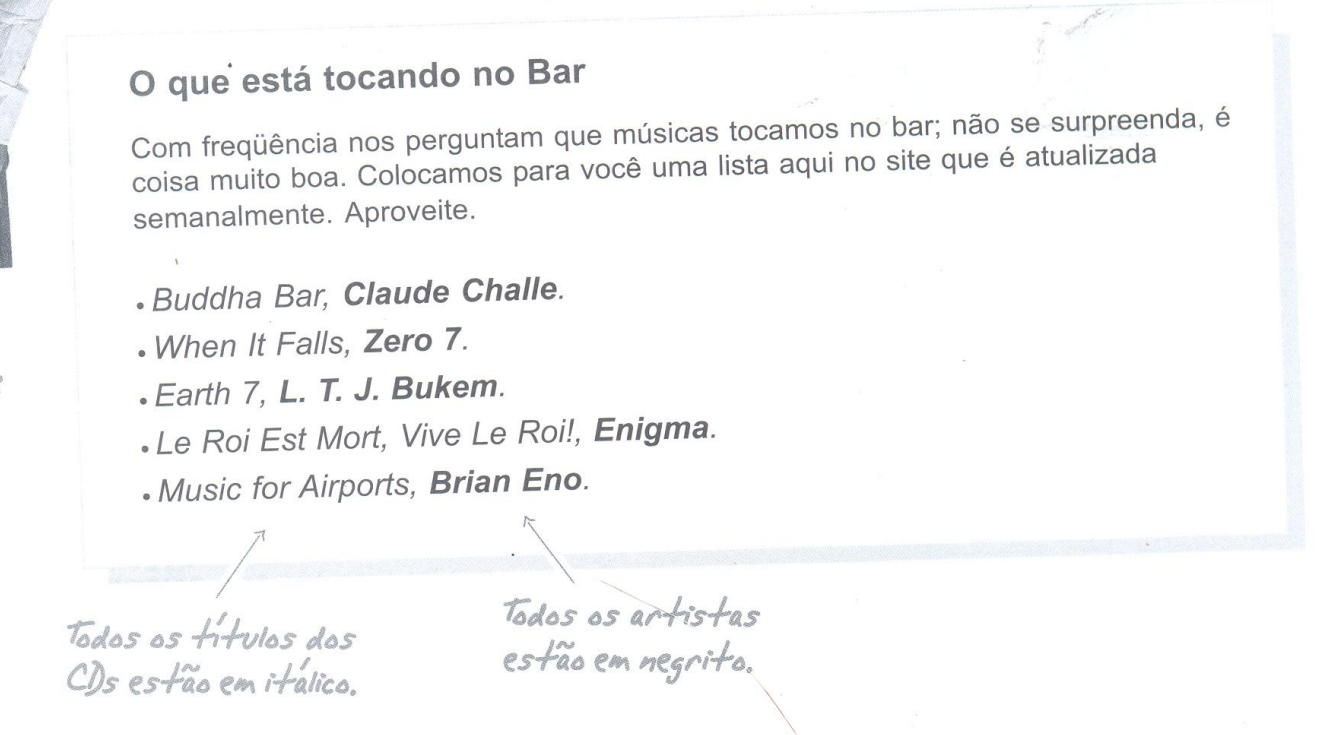 O que está tocando no Bar
Com freqüência nos perguntam que músicas tocamos no bar; não se surpreenda, é
coisa muito boa. Colocamos para você uma lista aqui no site que é atualizada
semanalmente. Aproveite.
• Buddha Bar, Claude Challe.
• When It Falls, Zero 7.
• Earth 7, L. T. J. Bukem.
• Le Roi Est Mort, Vive Le Roi!, Enigma.
• Music for Airports, Brian Eno.
Todos os títulos dos
CDs estão em itálico.
Todos os artistas
estão em negrito.